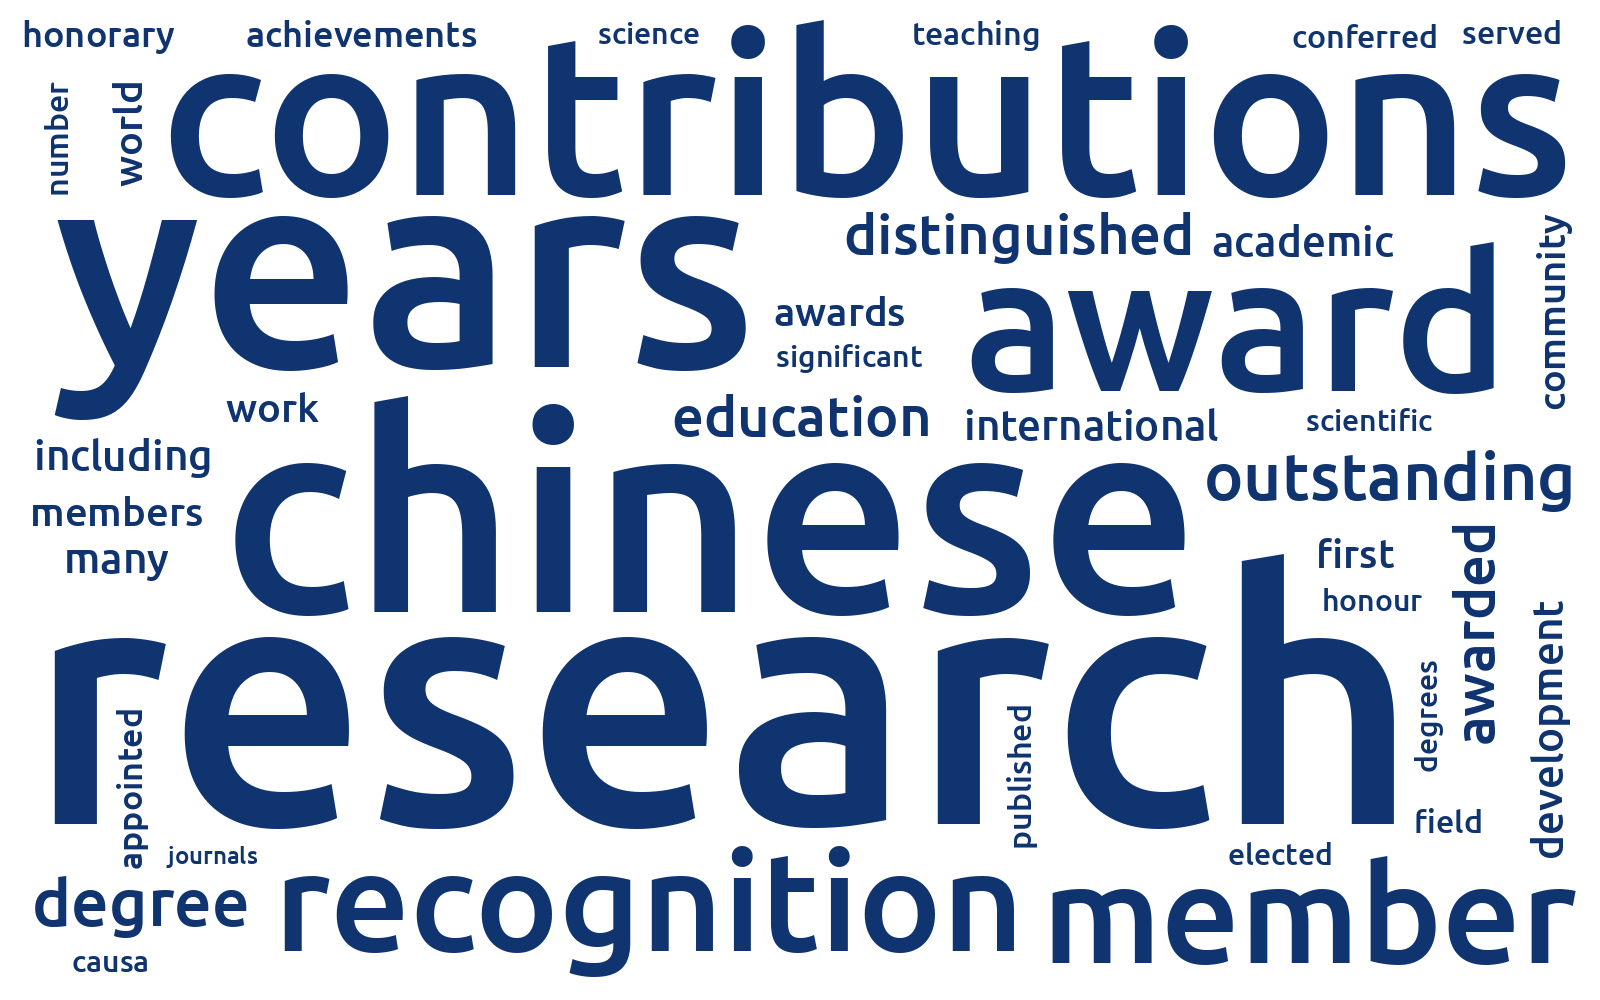 honorary
achievements
science
teaching
conferred
served
number
world
contributions
years
distinguished
academic
community
awards
significant
award
work
chinese
education
international
scientific
including
outstanding
members
many
first
honour
awarded
development
research
degrees
appointed
published
field
journals
elected
degree
recognition
member
causa